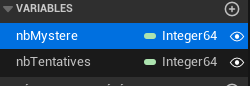 VARIABLES
nbMystere Integer64
nbTentatives Integer64